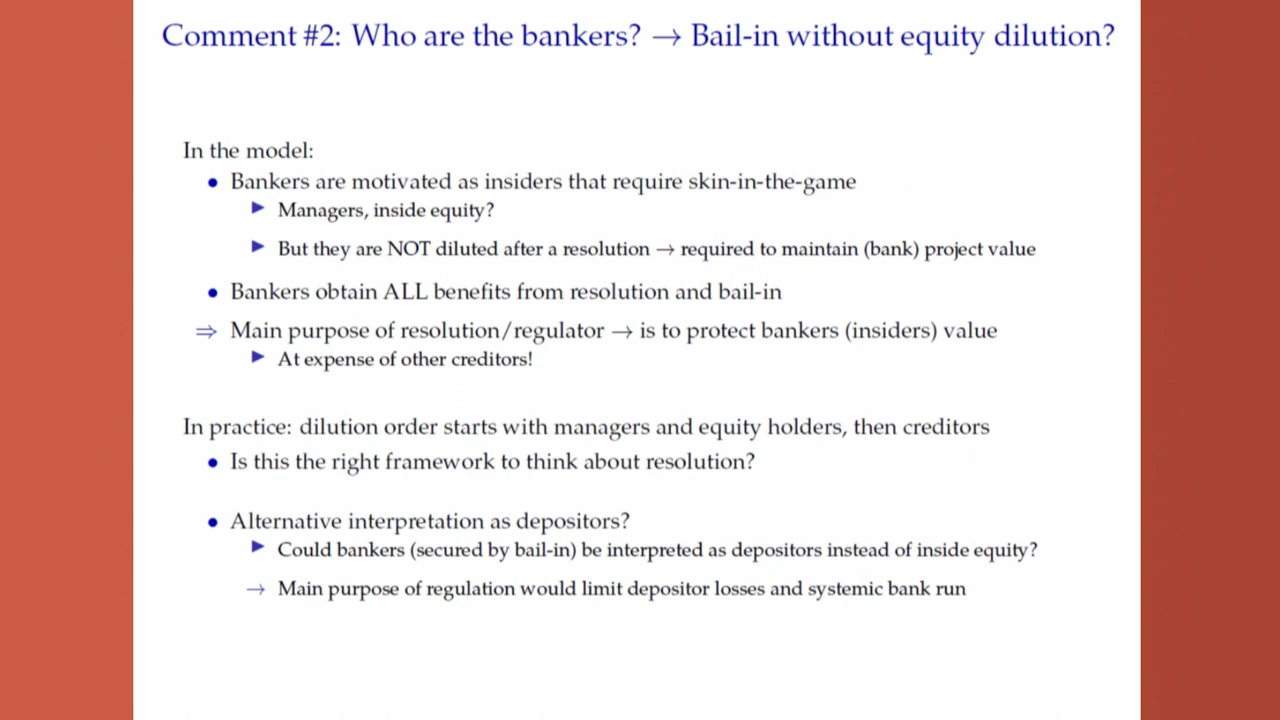 Comment #2: Who are the bankers? → Bail-in without equity dilution?
In the model:
• Bankers are motivated as insiders that require skin-in-the-game
▶ Managers, inside equity?
▶ But they are NOT diluted after a resolution → required to maintain (bank) project value
• Bankers obtain ALL benefits from resolution and bail-in
⇒ Main purpose of resolution/regulator → is to protect bankers (insiders) value
▶ At expense of other creditors!
In practice: dilution order starts with managers and equity holders, then creditors
• Is this the right framework to think about resolution?
• Alternative interpretation as depositors?
▶ Could bankers (secured by bail-in) be interpreted as depositors instead of inside equity?
→ Main purpose of regulation would limit depositor losses and systemic bank run